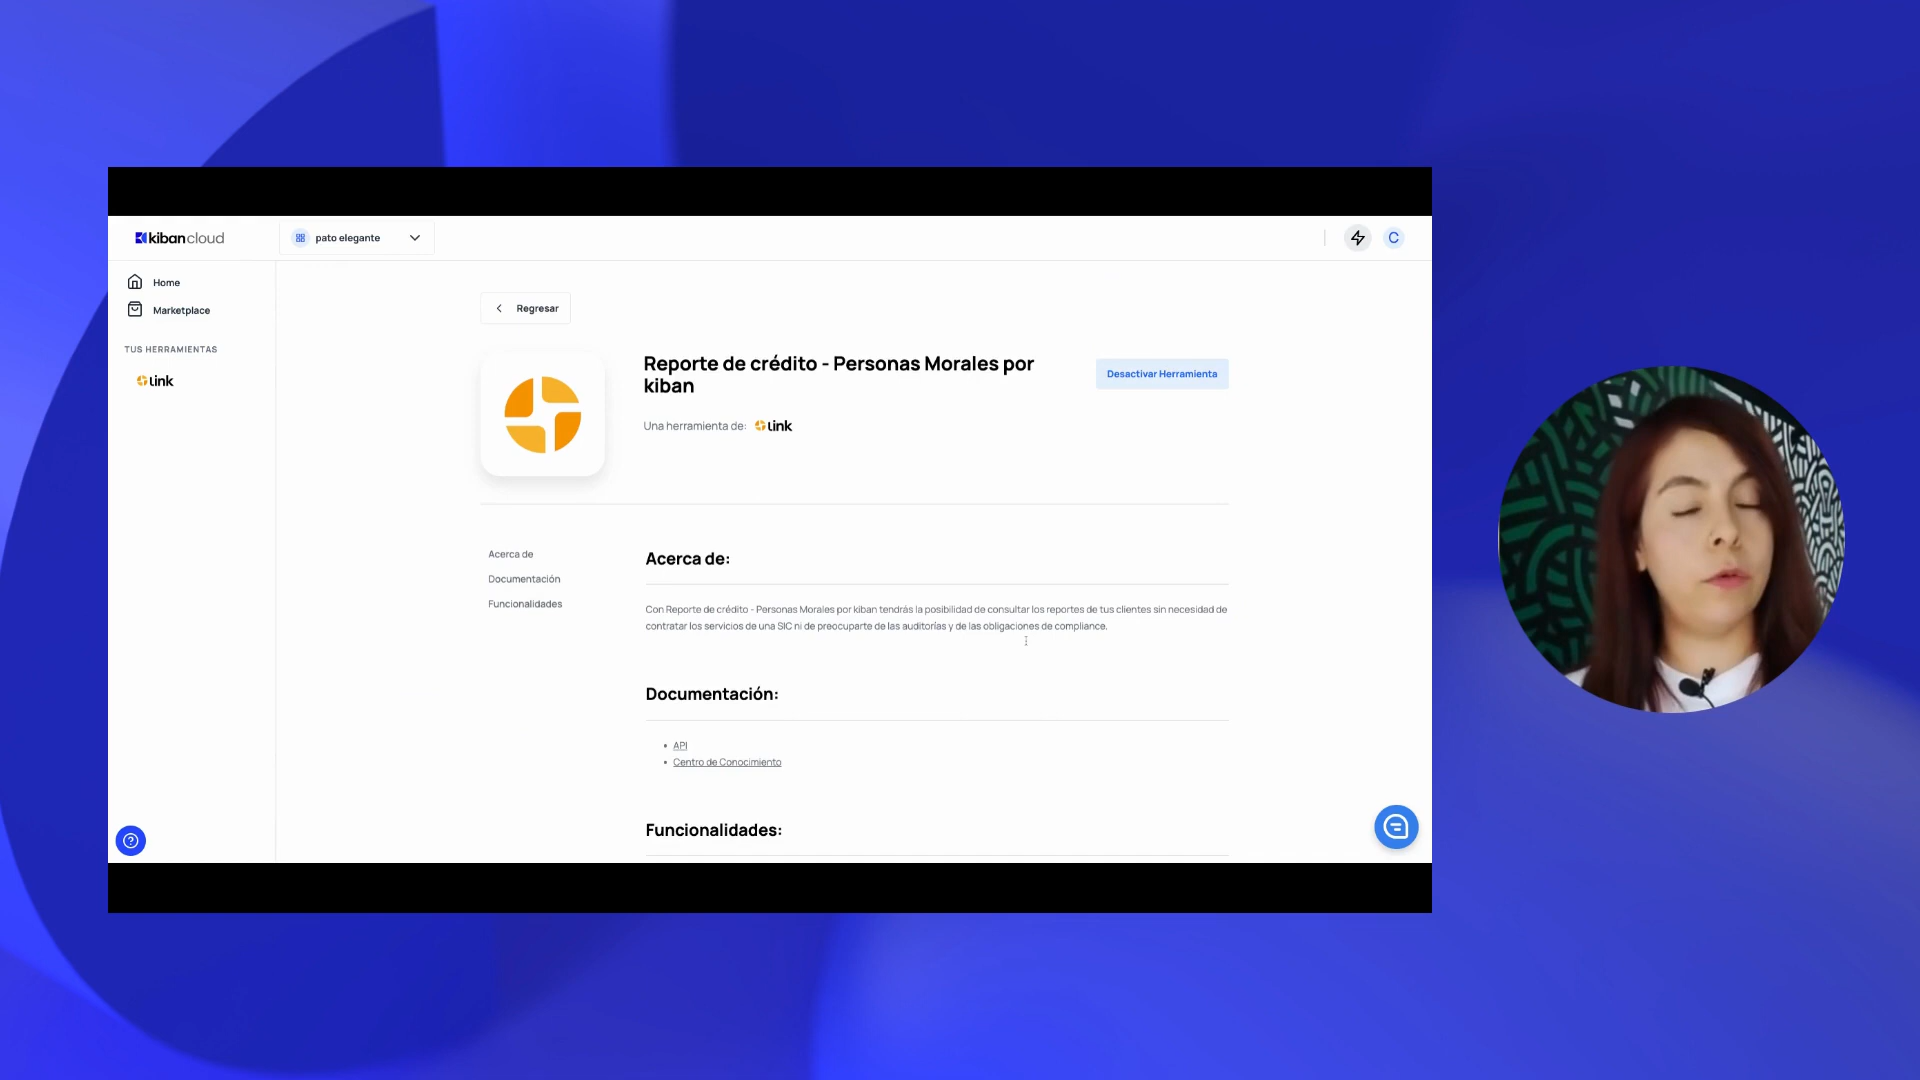 kiban cloud
pato elegante
C
Home
Marketplace
TUS HERRAMIENTAS
Link
Regresar
Reporte de crédito - Personas Morales por
kiban
Desactivar Herramienta
Una herramienta de: Link
Acerca de
Documentación
Funcionalidades
Acerca de:
Con Reporte de crédito - Personas Morales por kiban tendrás la posibilidad de consultar los reportes de tus clientes sin necesidad de
contratar los servicios de una SIC ni de preocuparte de las auditorías y de las obligaciones de compliance.
Documentación:
• API
• Centro de Conocimiento
Funcionalidades: